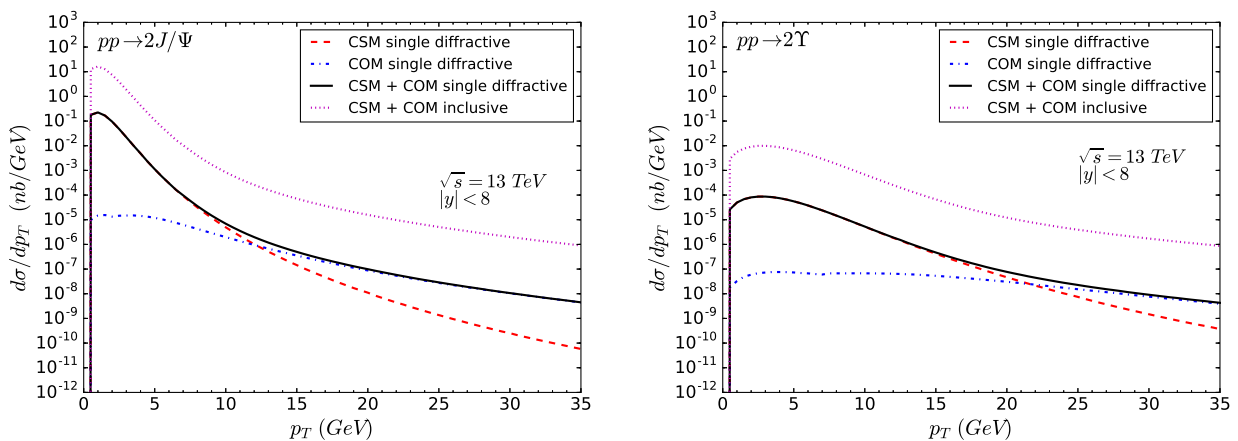 pp→2J/Ψ
CSM single diffractive
COM single diffractive
CSM + COM single diffractive
CSM + COM inclusive
√s = 13 TeV
|y| < 8
10^3
10^2
10^1
10^0
10^-1
10^-2
10^-3
10^-4
10^-5
10^-6
10^-7
10^-8
10^-9
10^-10
10^-11
10^-12
dσ/dp_T (nb/GeV)
0 5 10 15 20 25 30 35
p_T (GeV)
pp→2Υ
CSM single diffractive
COM single diffractive
CSM + COM single diffractive
CSM + COM inclusive
√s = 13 TeV
|y| < 8
10^3
10^2
10^1
10^0
10^-1
10^-2
10^-3
10^-4
10^-5
10^-6
10^-7
10^-8
10^-9
10^-10
10^-11
10^-12
dσ/dp_T (nb/GeV)
0 5 10 15 20 25 30 35
p_T (GeV)